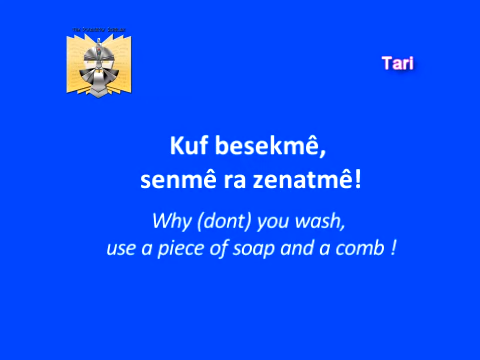 Tari
Kuf besekmê,
senmê ra zenatmê!
Why (dont) you wash,
use a piece of soap and a comb !